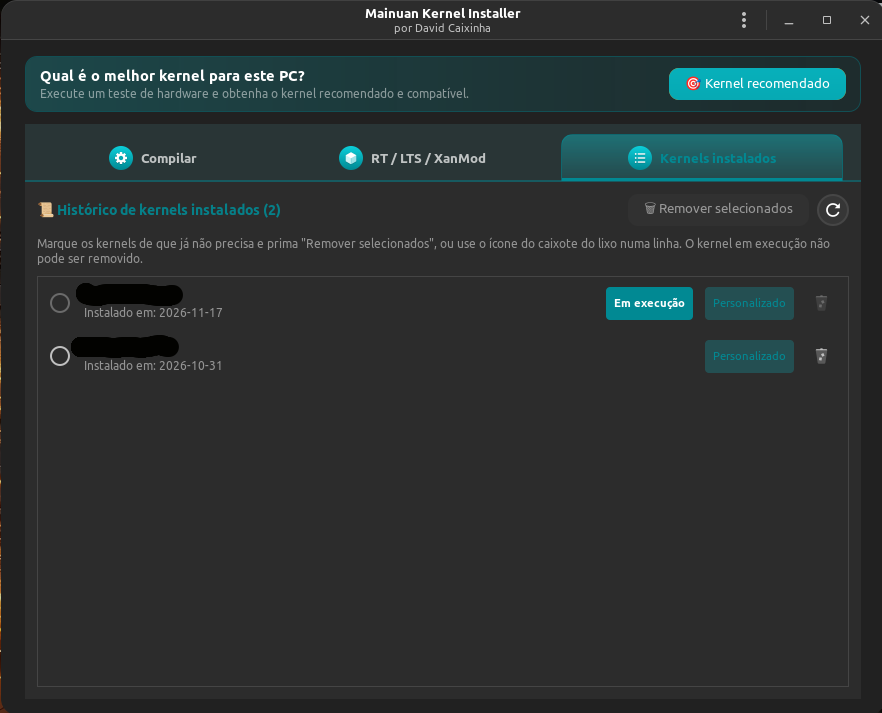 Mainuan Kernel Installer
por David Caixinha
Qual é o melhor kernel para este PC?
Execute um teste de hardware e obtenha o kernel recomendado e compatível.
Kernel recomendado
Compilar
RT / LTS / XanMod
Kernels instalados
Histórico de kernels instalados (2)
Remover selecionados
Marque os kernels de que já não precisa e prima "Remover selecionados", ou use o ícone do caixote do lixo numa linha. O kernel em execução não
pode ser removido.
Instalado em: 2026-11-17
Em execução
Personalizado
Instalado em: 2026-10-31
Personalizado